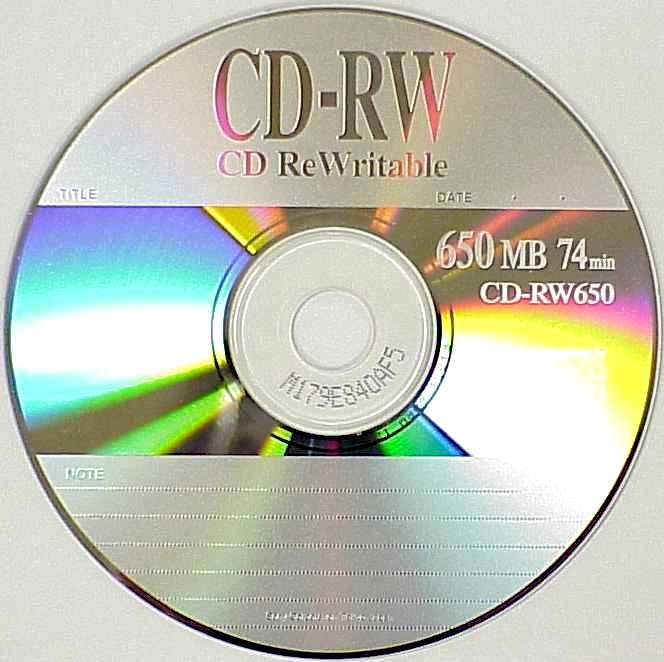 CD-RW
CD ReWritable
TITLE
DATE
650 MB 74min
CD-RW650
M179E840AF5
NOTE